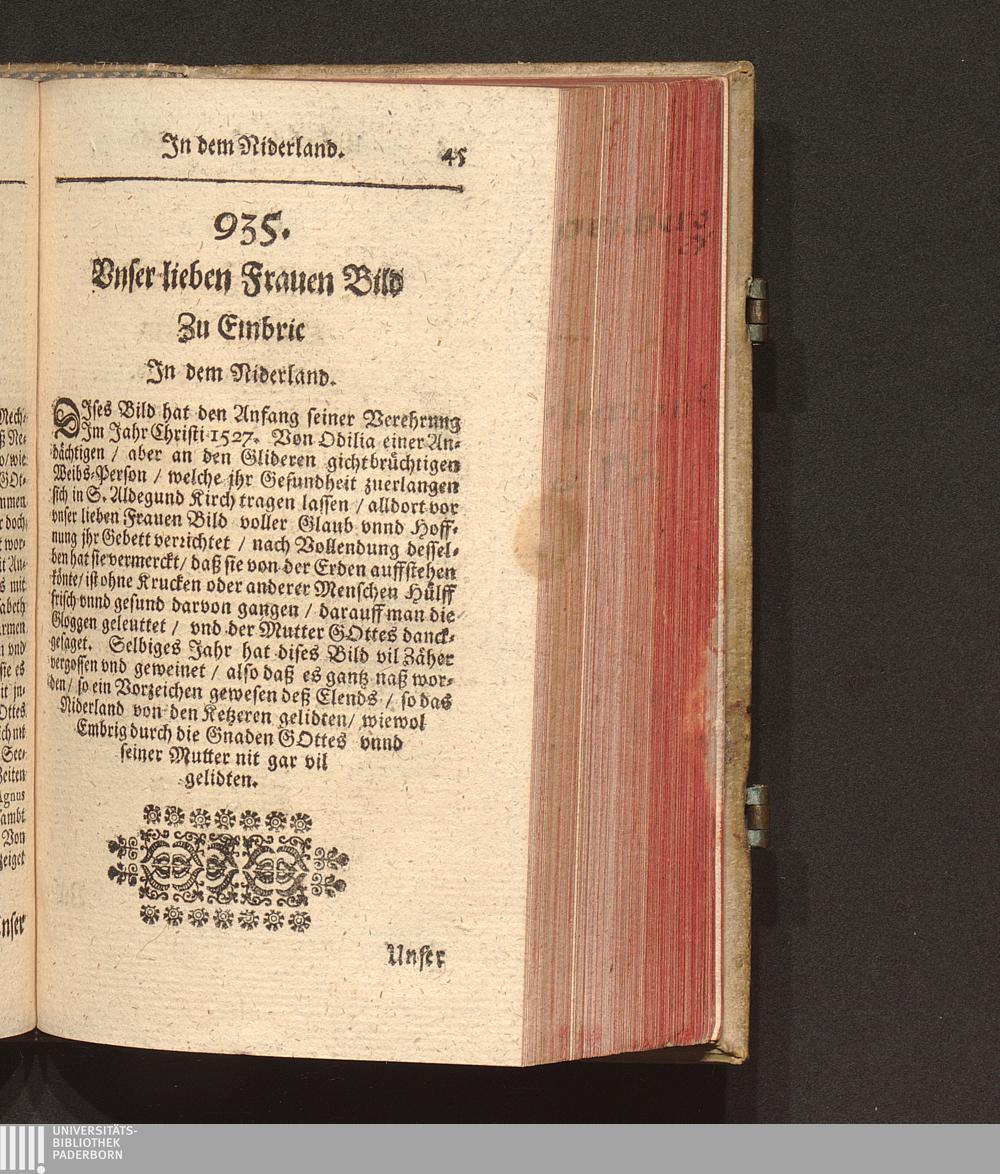 In dem Niderland. 45
935.
Vnser lieben Frauen Bild
Zu Embric
In dem Niderland.
DIses Bild hat den Anfang seiner Verehrung
Im Jahr Christi 1527. Von Odilia einer An-
dächtigen / aber an den Glideren gichtbrüchtigen
Weibs-Person / welche jhr Gesundheit zuerlangen
sich in S. Aldegund Kirch tragen lassen / alldort vor
vnser lieben Frauen Bild voller Glaub vnnd Hoff-
nung jhr Gebett verrichtet / nach Vollendung dessel-
ben hat sie vermerckt / daß sie von der Erden auffstehen
könte / ist ohne Krucken oder anderer Menschen Hülff
frisch vnnd gesund darvon gangen / darauff man die
Gloggen geleuttet / vnd der Mutter GOttes danck-
gesaget. Selbiges Jahr hat dises Bild vil Zäher
vergossen vnd geweinet / also daß es gantz naß wor-
den / so ein Vorzeichen gewesen deß Elends / so das
Niderland von den Ketzeren gelidten / wiewol
Embrig durch die Gnaden GOttes vnnd
seiner Mutter nit gar vil
gelidten.
Unser
UNIVERSITÄTS-
BIBLIOTHEK
PADERBORN